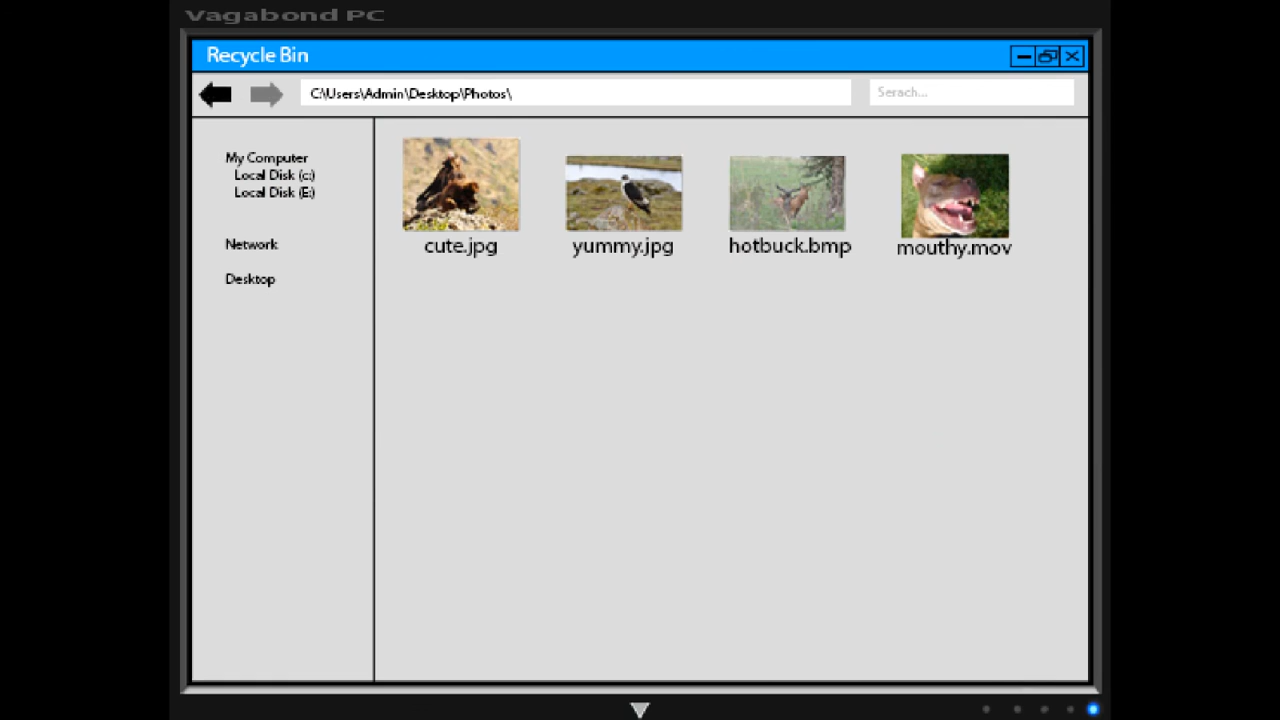 Vagabond PC
Recycle Bin
C:\Users\Admin\Desktop\Photos\
Serach...
My Computer
Local Disk (c:)
Local Disk (E:)
Network
Desktop
cute.jpg
yummy.jpg
hotbuck.bmp
mouthy.mov